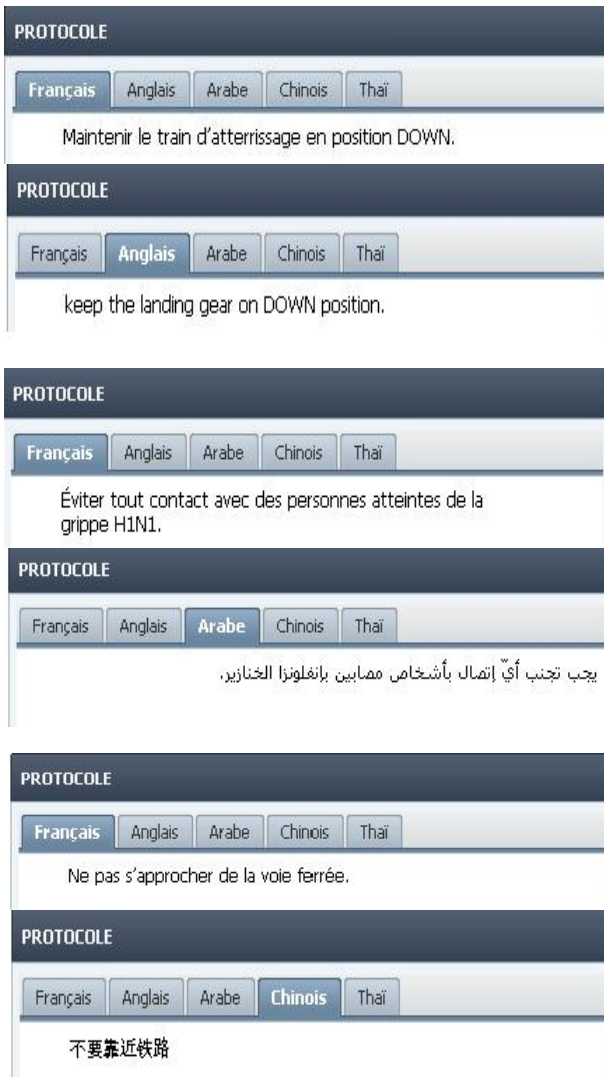 PROTOCOLE
Français Anglais Arabe Chinois Thaï
Maintenir le train d'atterrissage en position DOWN.
PROTOCOLE
Français Anglais Arabe Chinois Thaï
keep the landing gear on DOWN position.
PROTOCOLE
Français Anglais Arabe Chinois Thaï
Éviter tout contact avec des personnes atteintes de la
grippe H1N1.
PROTOCOLE
Français Anglais Arabe Chinois Thaï
يجب تجنب أيّ إتصال بأشخاص مصابين بإنفلونزا الخنازير.
PROTOCOLE
Français Anglais Arabe Chinois Thaï
Ne pas s'approcher de la voie ferrée.
PROTOCOLE
Français Anglais Arabe Chinois Thaï
不要靠近铁路